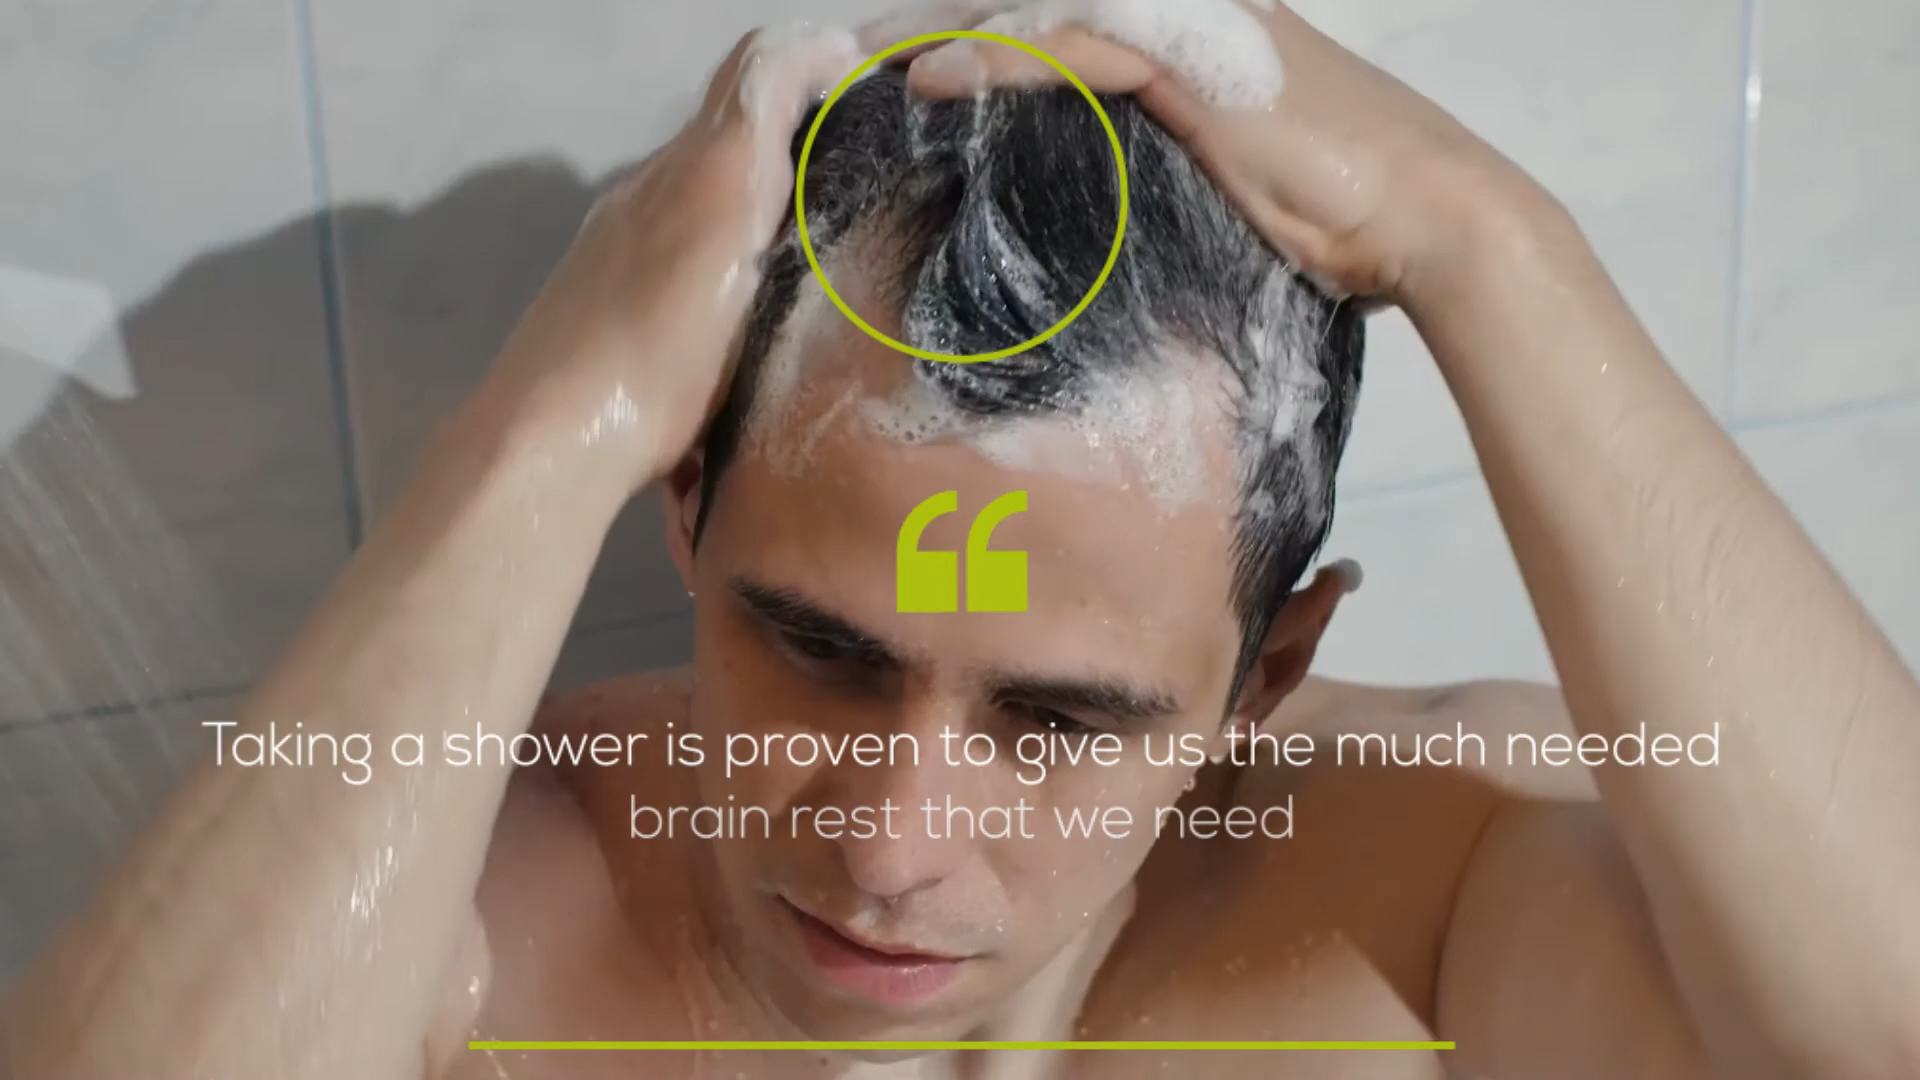 “
Taking a shower is proven to give us the much needed
brain rest that we need